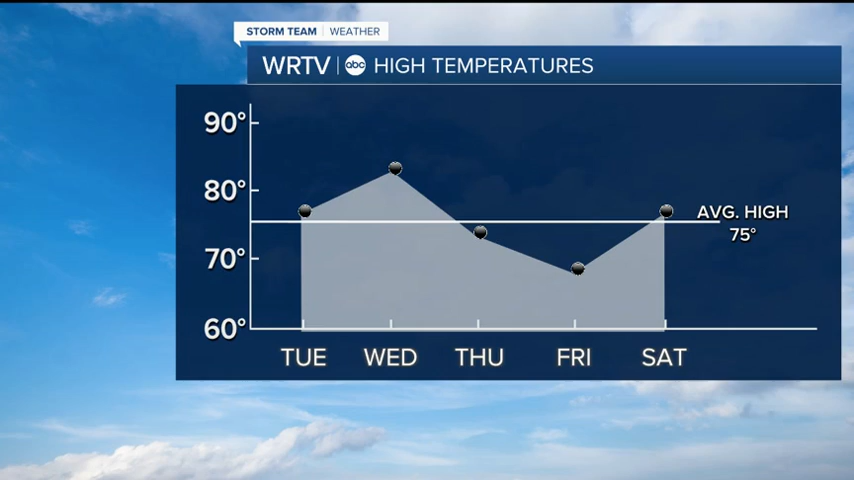 STORM TEAM | WEATHER
WRTV | abc HIGH TEMPERATURES
90°
80°
AVG. HIGH
75°
70°
60°
TUE WED THU FRI SAT